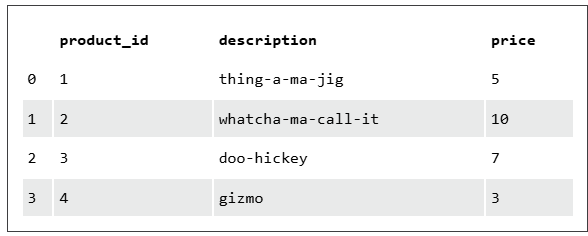 product_id description price
0 1 thing-a-ma-jig 5
1 2 whatcha-ma-call-it 10
2 3 doo-hickey 7
3 4 gizmo 3